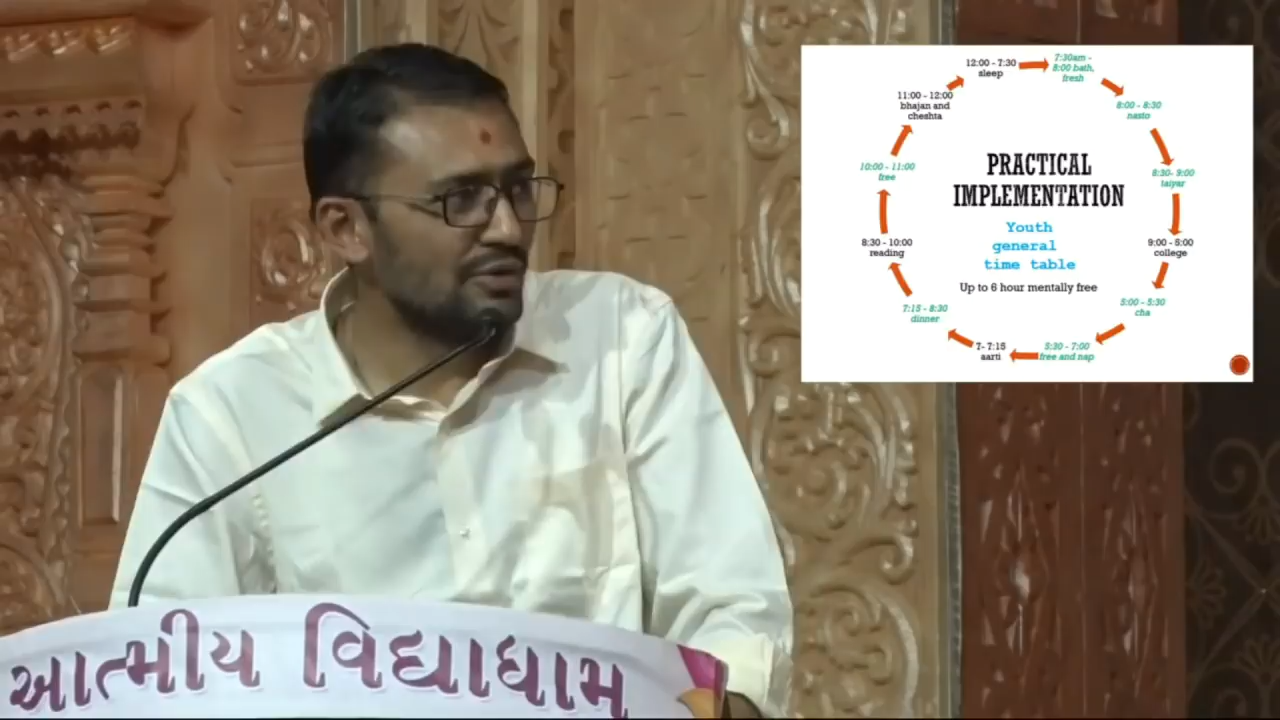 12:00 - 7:30
sleep
7:30am -
8:00 bath,
fresh
8:00 - 8:30
nasto
8:30- 9:00
taiyar
9:00 - 5:00
college
5:00 - 5:30
cha
5:30 - 7:00
free and nap
7- 7:15
aarti
7:15 - 8:30
dinner
8:30 - 10:00
reading
10:00 - 11:00
free
11:00 - 12:00
bhajan and
cheshta
PRACTICAL
IMPLEMENTATION
Youth
general
time table
Up to 6 hour mentally free
આત્મીય વિદ્યાધામ